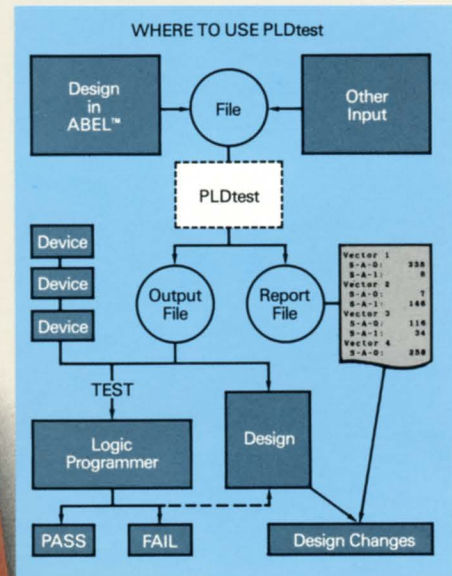 WHERE TO USE PLDtest
Design
in
ABEL™
File
Other
Input
PLDtest
Device
Device
Device
Output
File
Report
File
Vector 1
S-A-0: 338
S-A-1: 8
Vector 2
S-A-0: 7
S-A-1: 146
Vector 3
S-A-0: 116
S-A-1: 34
Vector 4
S-A-0: 250
TEST
Logic
Programmer
Design
PASS
FAIL
Design Changes